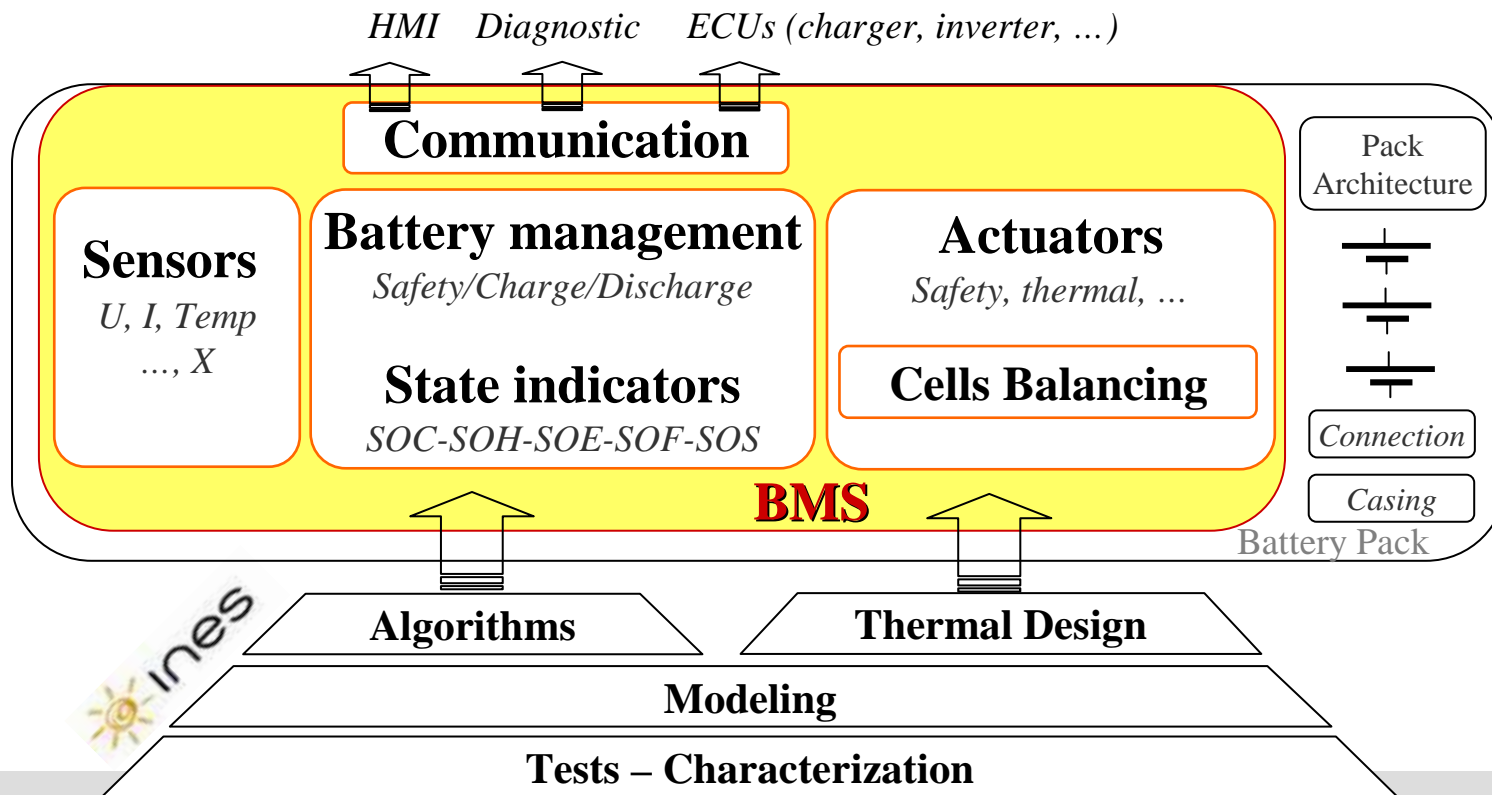 HMI Diagnostic ECUs (charger, inverter, …)
Communication
Sensors
U, I, Temp
…, X
Battery management
Safety/Charge/Discharge
State indicators
SOC-SOH-SOE-SOF-SOS
Actuators
Safety, thermal, …
Cells Balancing
BMS
Pack
Architecture
Connection
Casing
Battery Pack
ines
Algorithms
Thermal Design
Modeling
Tests – Characterization